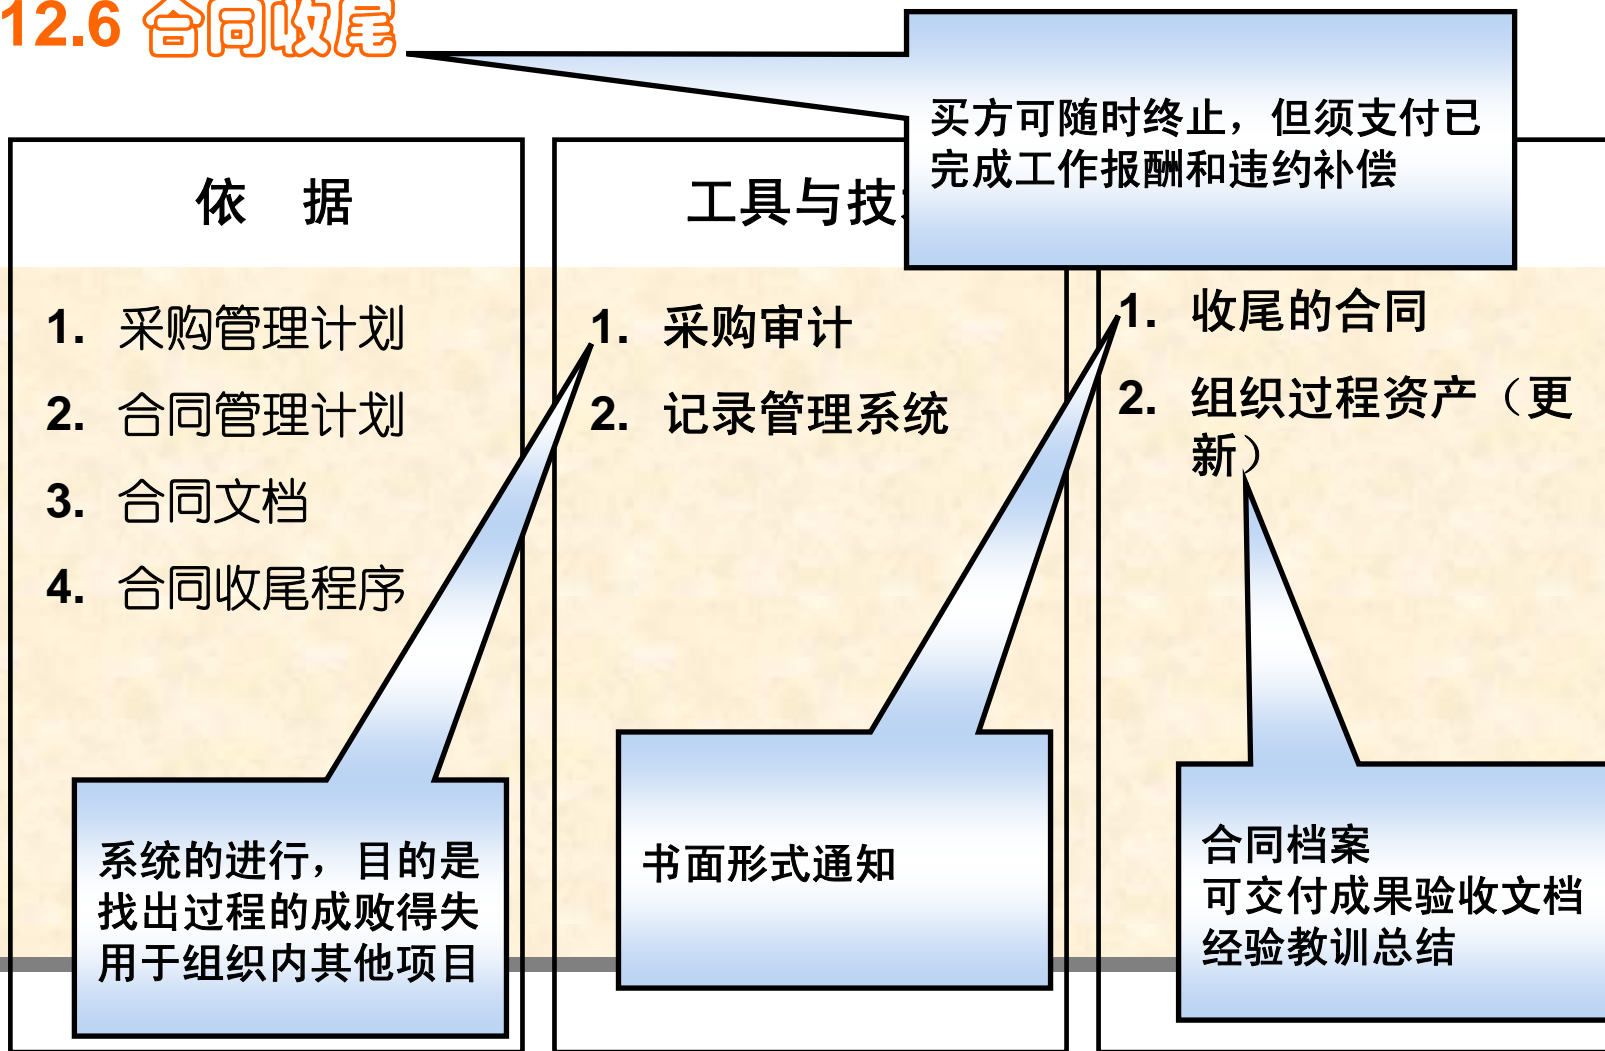 12.6 合同收尾
买方可随时终止，但须支付已
完成工作报酬和违约补偿
依 据
1. 采购管理计划
2. 合同管理计划
3. 合同文档
4. 合同收尾程序
系统的进行，目的是
找出过程的成败得失
用于组织内其他项目
工具与技
1. 采购审计
2. 记录管理系统
书面形式通知
1. 收尾的合同
2. 组织过程资产（更
新）
合同档案
可交付成果验收文档
经验教训总结